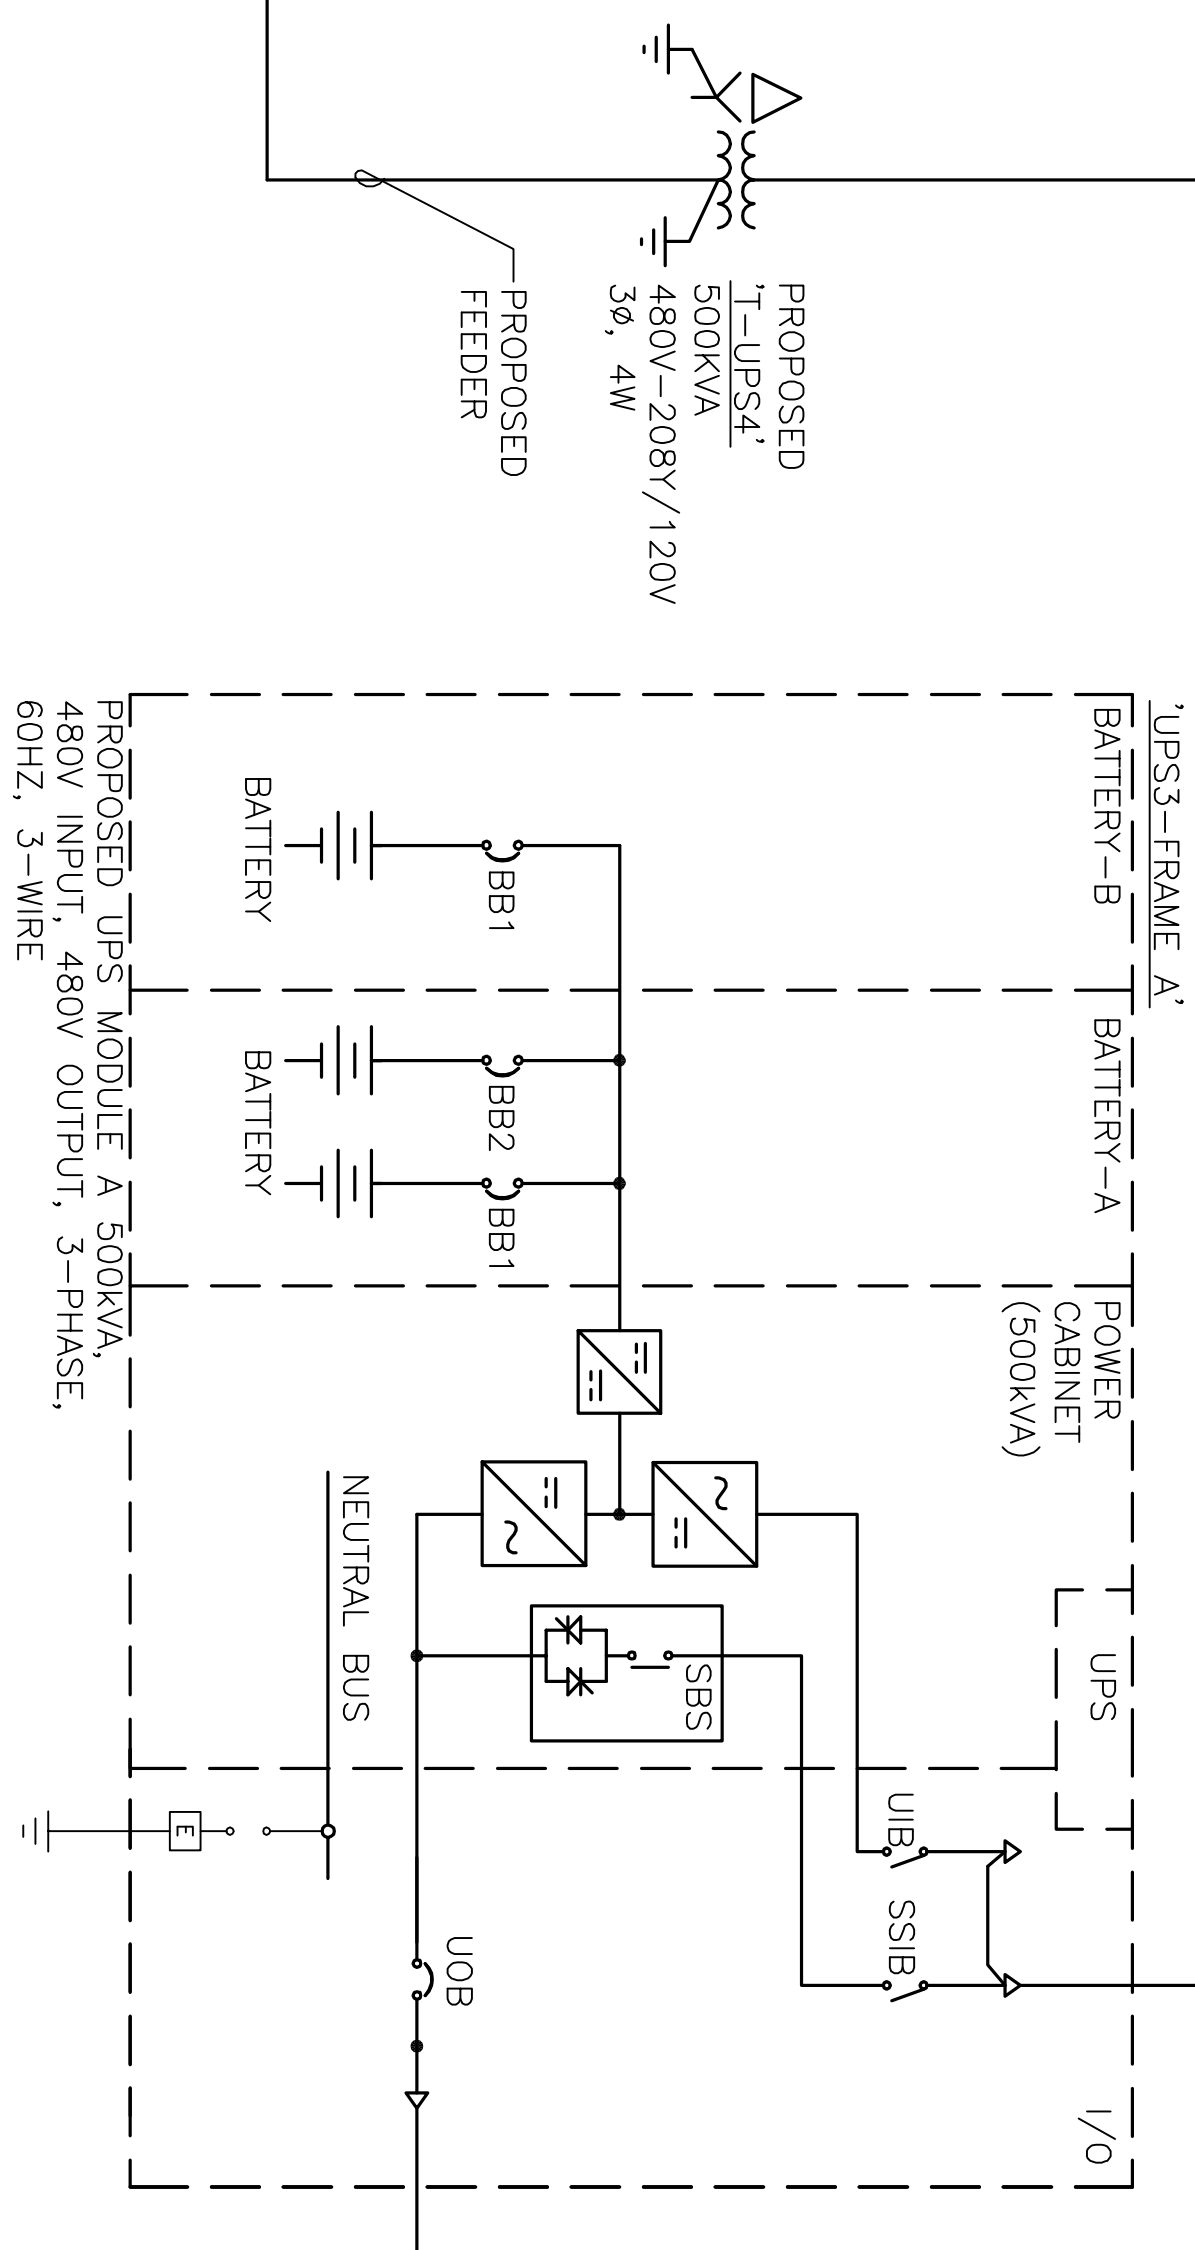 PROPOSED
'T-UPS4'
500KVA
480V-208Y/120V
3Ø, 4W
PROPOSED
FEEDER
'UPS3-FRAME A'
BATTERY-B
BATTERY-A
POWER
CABINET
(500kVA)
UPS
I/O
BB1
BB2
BB1
BATTERY
BATTERY
SBS
UIB
SSIB
UOB
NEUTRAL BUS
E
PROPOSED UPS MODULE A 500kVA,
480V INPUT, 480V OUTPUT, 3-PHASE,
60HZ, 3-WIRE